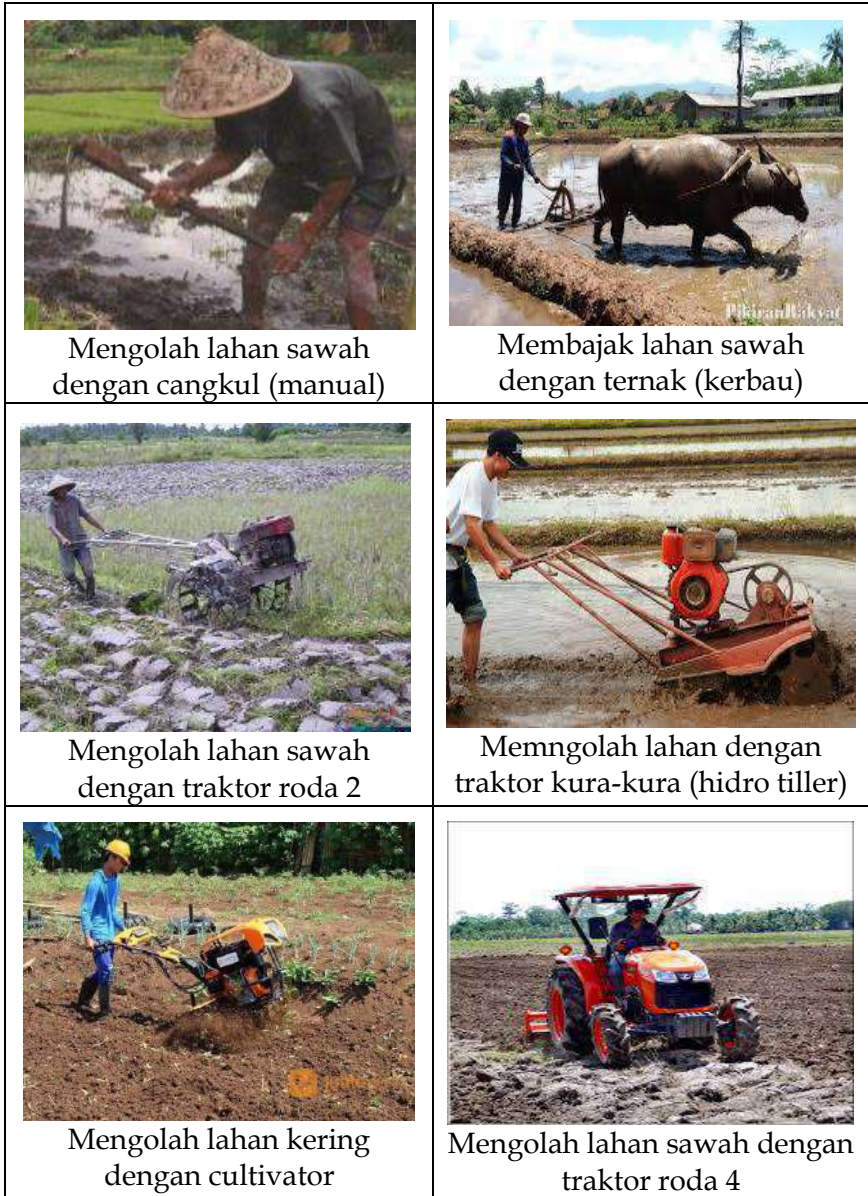 PikiranRakyat
Mengolah lahan sawah
dengan cangkul (manual)
Membajak lahan sawah
dengan ternak (kerbau)
Mengolah lahan sawah
dengan traktor roda 2
Memngolah lahan dengan
traktor kura-kura (hidro tiller)
Mengolah lahan kering
dengan cultivator
Mengolah lahan sawah dengan
traktor roda 4